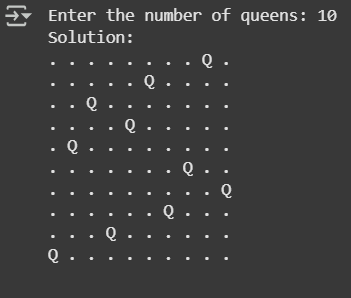 Enter the number of queens: 10
Solution:
. . . . . . . . Q .
. . . . . Q . . . .
. . Q . . . . . . .
. . . . Q . . . . .
. Q . . . . . . . .
. . . . . . . Q . .
. . . . . . . . . Q
. . . . . . Q . . .
. . . Q . . . . . .
Q . . . . . . . . .